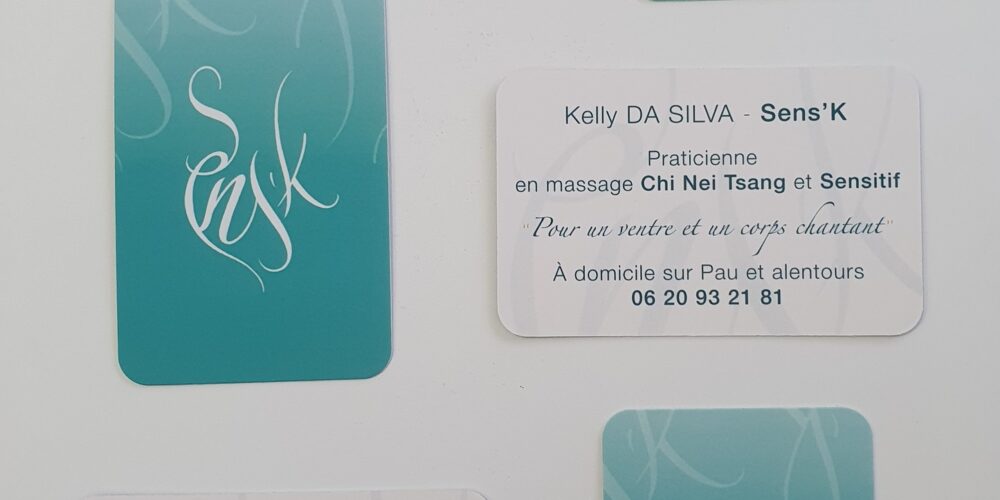 Sens'K
Kelly DA SILVA - Sens'K
Praticienne
en massage Chi Nei Tsang et Sensitif
"Pour un ventre et un corps chantant"
À domicile sur Pau et alentours
06 20 93 21 81